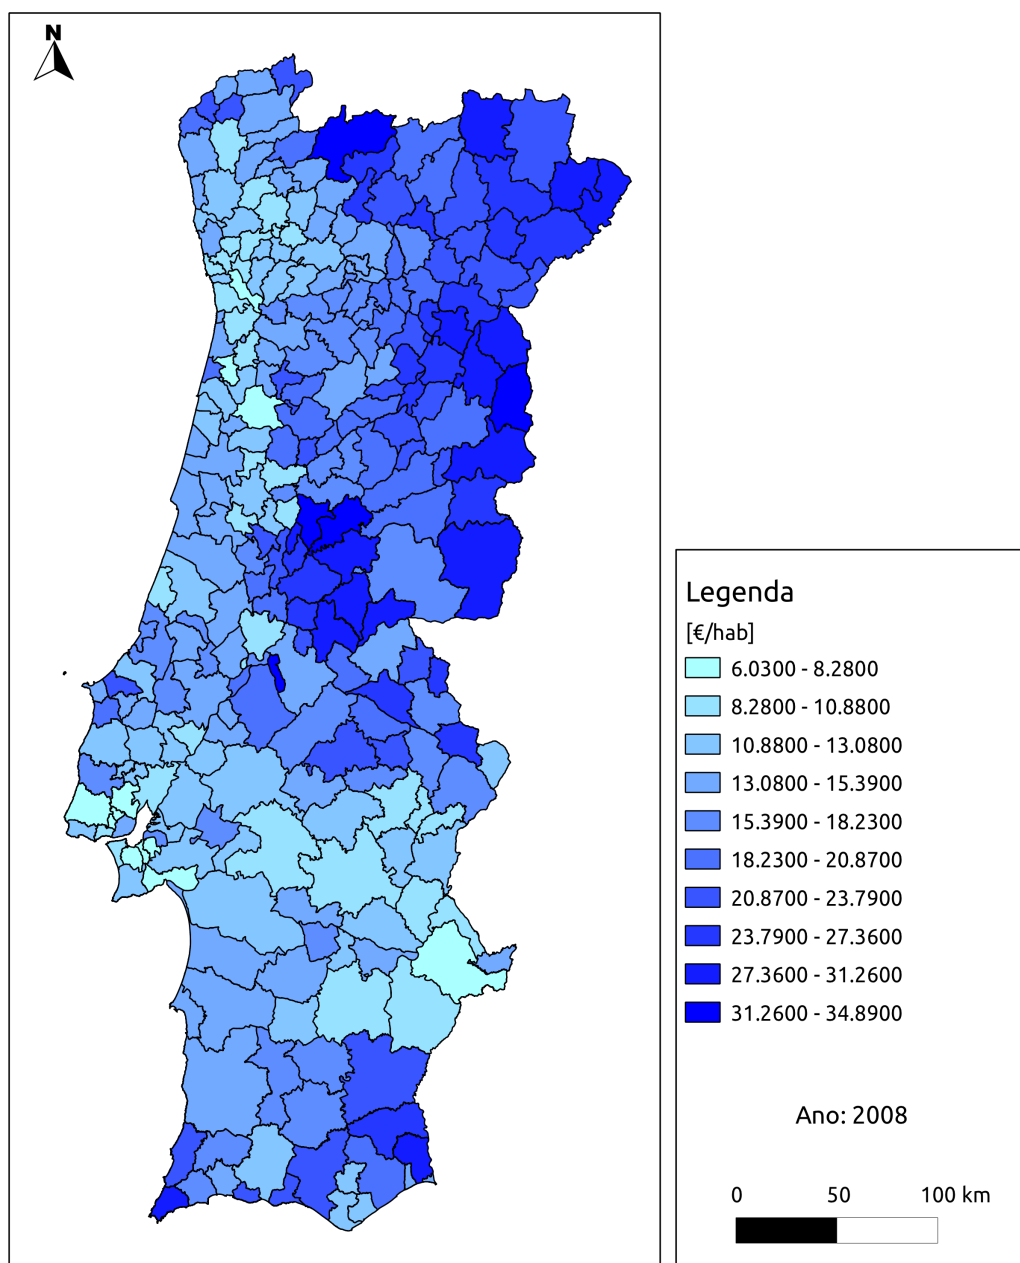 N
Legenda
[€/hab]
6.0300 - 8.2800
8.2800 - 10.8800
10.8800 - 13.0800
13.0800 - 15.3900
15.3900 - 18.2300
18.2300 - 20.8700
20.8700 - 23.7900
23.7900 - 27.3600
27.3600 - 31.2600
31.2600 - 34.8900
Ano: 2008
0 50 100 km